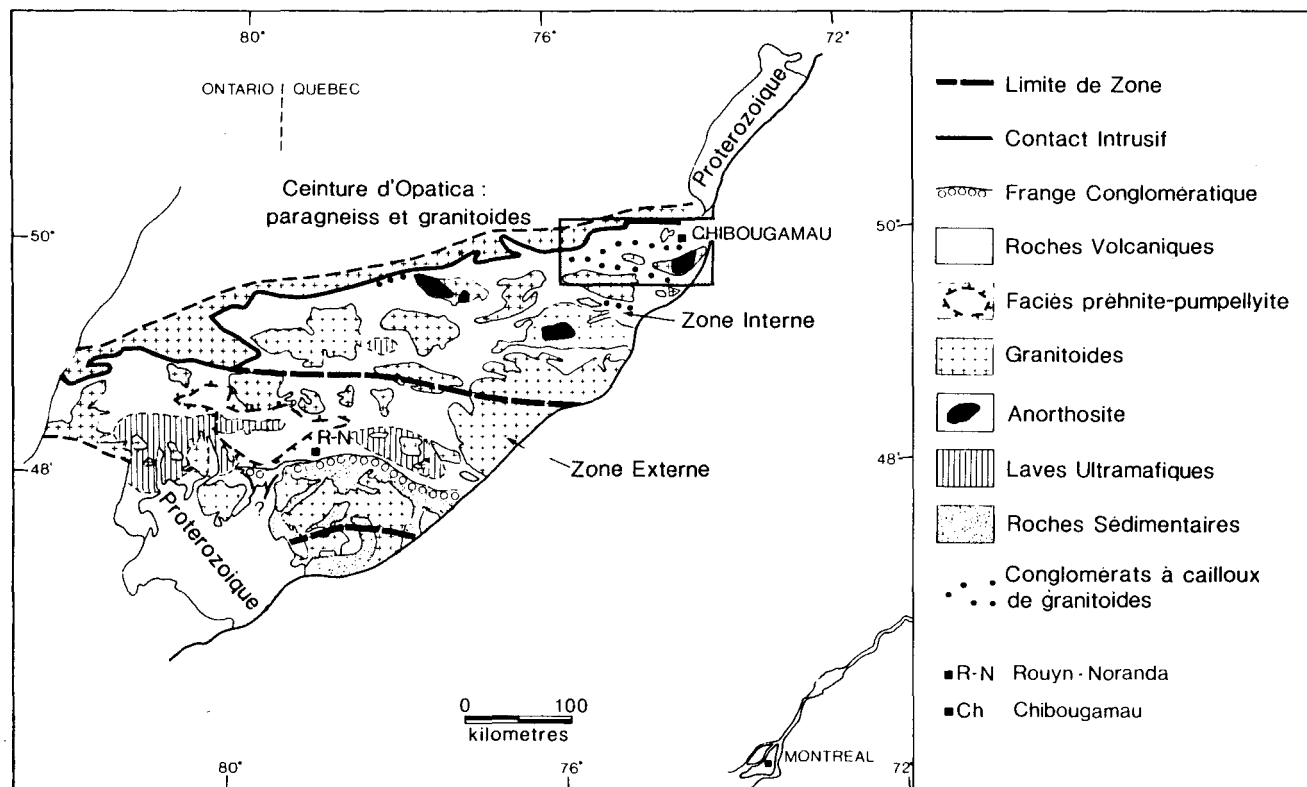 80°
76°
72°
ONTARIO
QUEBEC
Proterozoique
Ceinture d'Opatica :
paragneiss et granitoides
50°
50°
CHIBOUGAMAU
Zone Interne
R-N
48°
48'
Zone Externe
Proterozoique
0 100
kilometres
MONTREAL
80°
76°
72°
Limite de Zone
Contact Intrusif
Frange Conglomératique
Roches Volcaniques
Faciès préhnite-pumpellyite
Granitoides
Anorthosite
Laves Ultramafiques
Roches Sédimentaires
Conglomérats à cailloux
de granitoides
R-N Rouyn-Noranda
Ch Chibougamau